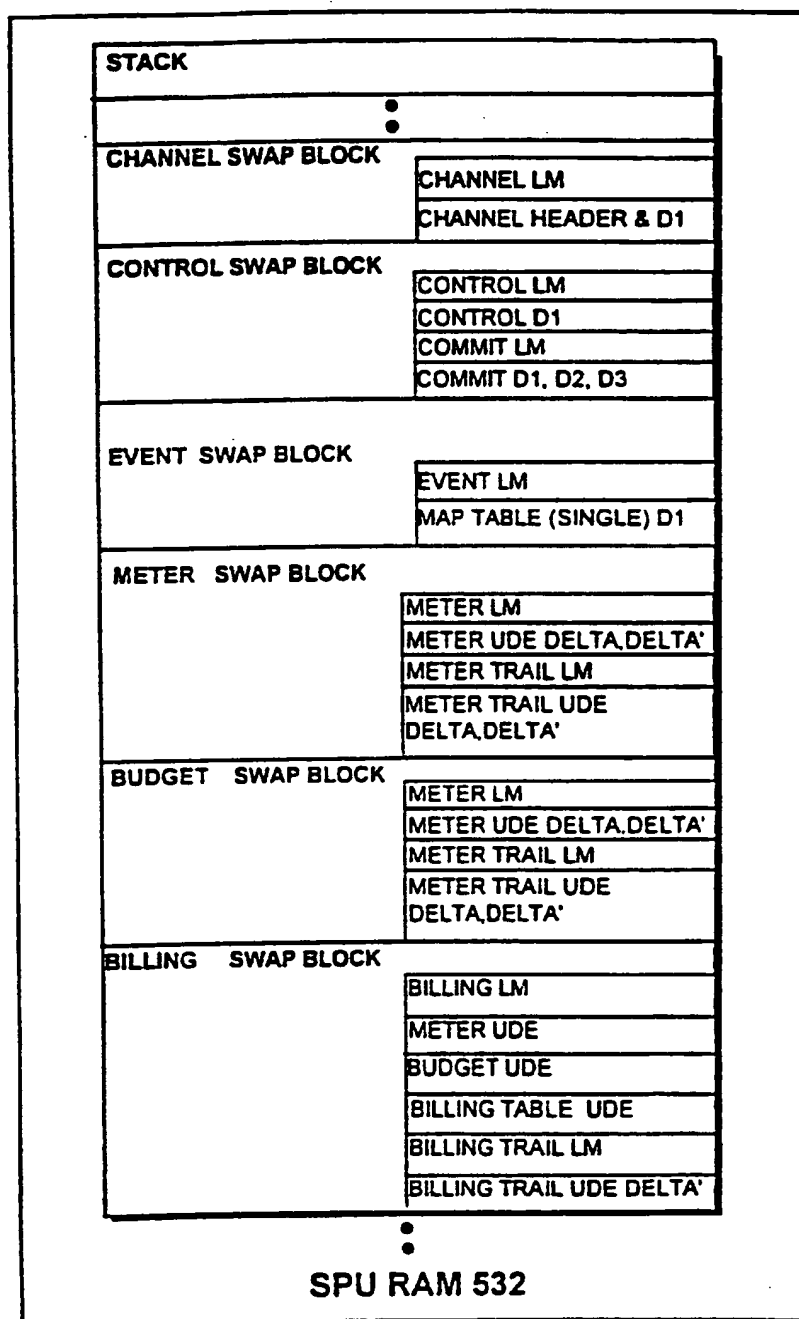 STACK
CHANNEL SWAP BLOCK
CHANNEL LM
CHANNEL HEADER & D1
CONTROL SWAP BLOCK
CONTROL LM
CONTROL D1
COMMIT LM
COMMIT D1, D2, D3
EVENT SWAP BLOCK
EVENT LM
MAP TABLE (SINGLE) D1
METER SWAP BLOCK
METER LM
METER UDE DELTA,DELTA'
METER TRAIL LM
METER TRAIL UDE
DELTA,DELTA'
BUDGET SWAP BLOCK
METER LM
METER UDE DELTA,DELTA'
METER TRAIL LM
METER TRAIL UDE
DELTA,DELTA'
BILLING SWAP BLOCK
BILLING LM
METER UDE
BUDGET UDE
BILLING TABLE UDE
BILLING TRAIL LM
BILLING TRAIL UDE DELTA'
SPU RAM 532